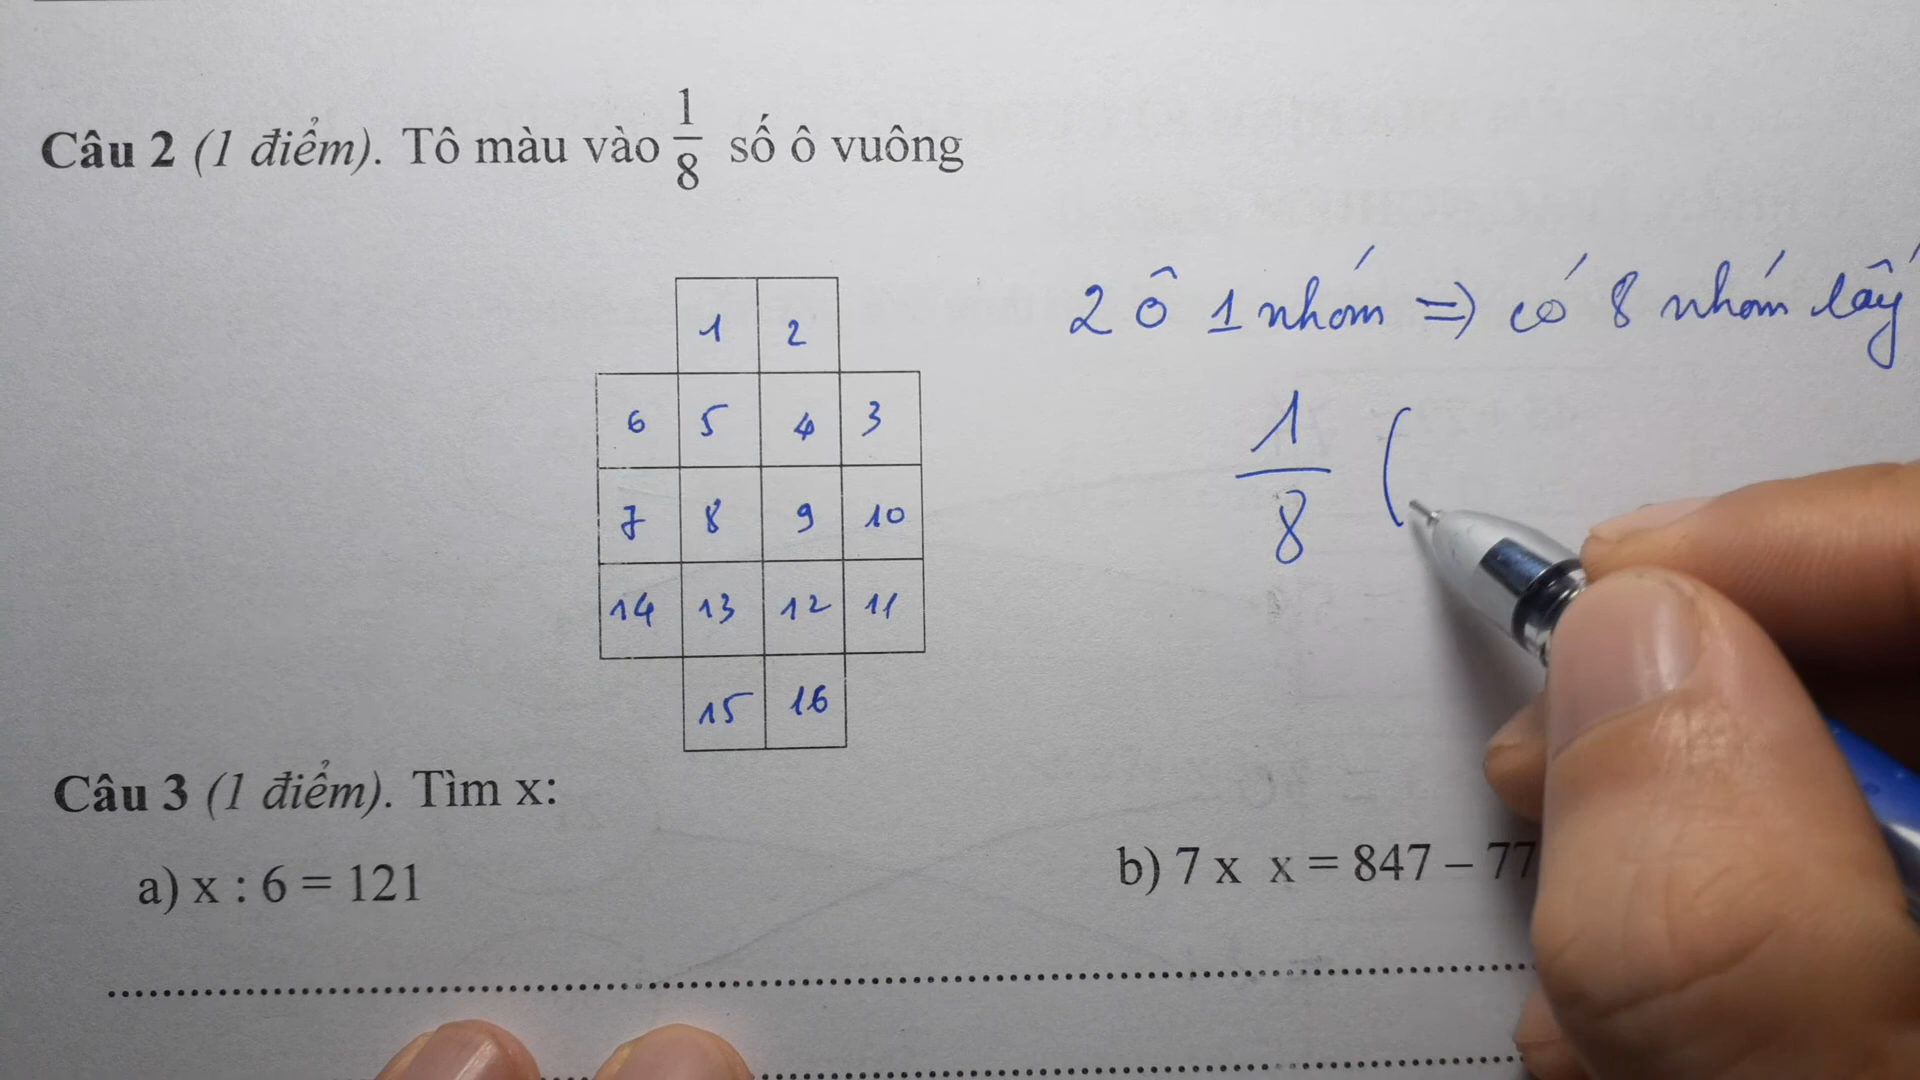 Câu 2 (1 điểm). Tô màu vào 1/8 số ô vuông
1 2
2 ô 1 nhóm => có 8 nhóm lấy
6 5 4 3
1/8 (
7 8 9 10
14 13 12 11
15 16
Câu 3 (1 điểm). Tìm x:
a) x : 6 = 121
b) 7 x x = 847 – 77